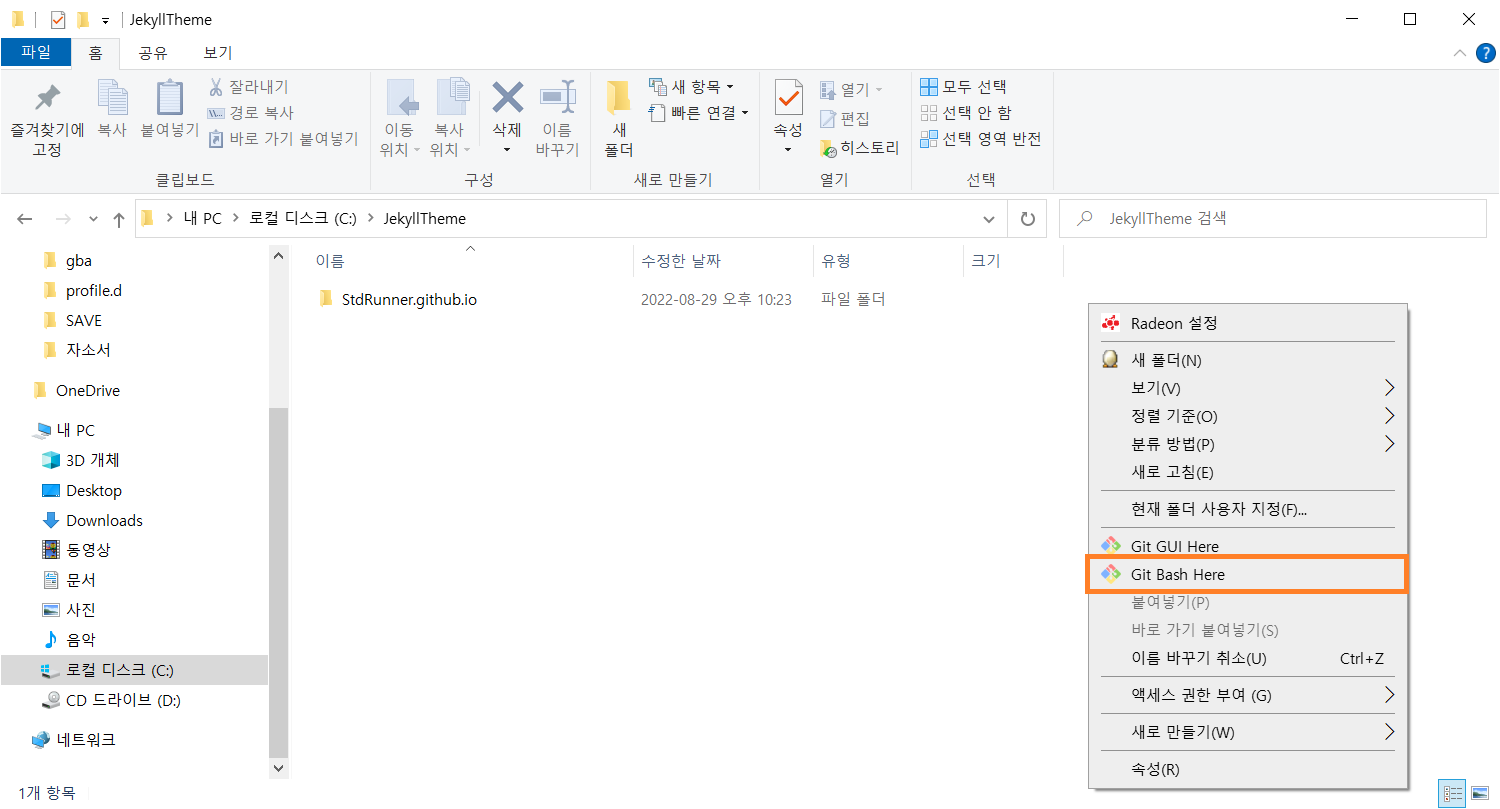 JekyllTheme
파일 홈 공유 보기
즐겨찾기에 고정
복사
붙여넣기
잘라내기
경로 복사
바로 가기 붙여넣기
클립보드
이동 위치
복사 위치
삭제
이름 바꾸기
구성
새 폴더
새 항목
빠른 연결
새로 만들기
속성
열기
편집
히스토리
열기
모두 선택
선택 안 함
선택 영역 반전
선택
내 PC > 로컬 디스크 (C:) > JekyllTheme
JekyllTheme 검색
gba
profile.d
SAVE
자소서
OneDrive
내 PC
3D 개체
Desktop
Downloads
동영상
문서
사진
음악
로컬 디스크 (C:)
CD 드라이브 (D:)
네트워크
이름 수정한 날짜 유형 크기
StdRunner.github.io 2022-08-29 오후 10:23 파일 폴더
Radeon 설정
새 폴더(N)
보기(V)
정렬 기준(O)
분류 방법(P)
새로 고침(E)
현재 폴더 사용자 지정(F)...
Git GUI Here
Git Bash Here
붙여넣기(P)
바로 가기 붙여넣기(S)
이름 바꾸기 취소(U) Ctrl+Z
액세스 권한 부여 (G)
새로 만들기(W)
속성(R)
1개 항목